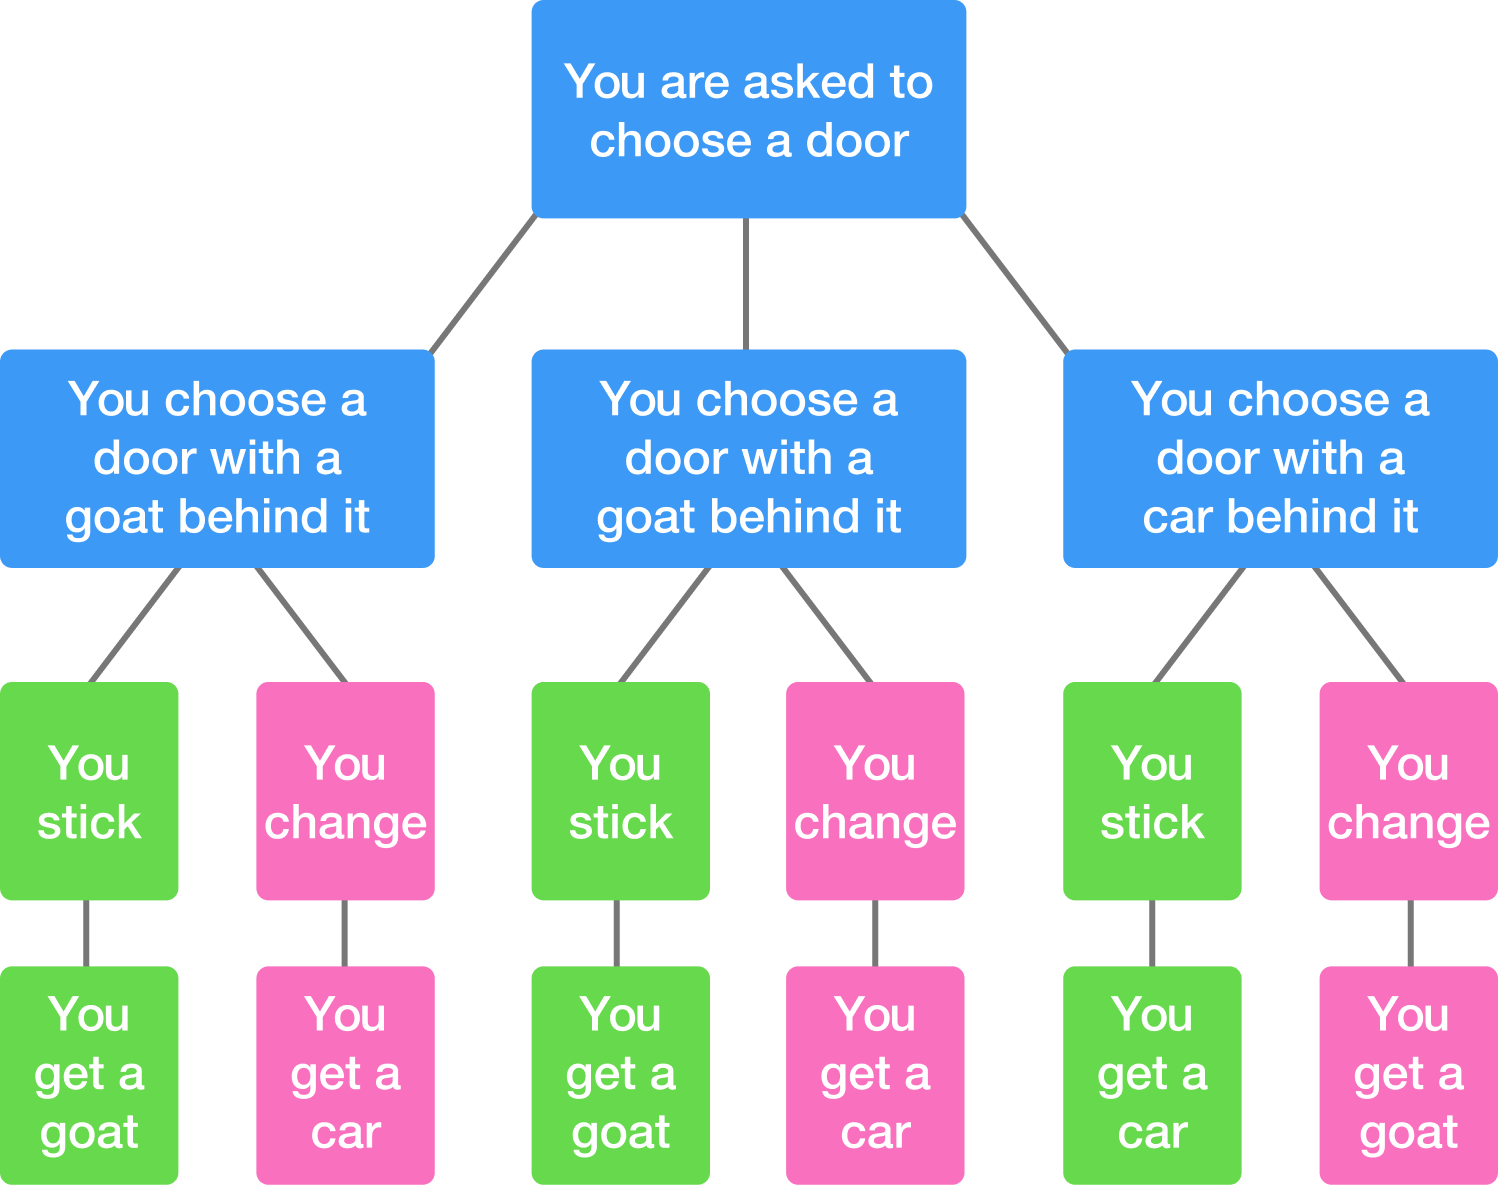 You are asked to
choose a door
You choose a
door with a
goat behind it
You choose a
door with a
goat behind it
You choose a
door with a
car behind it
You
stick
You
change
You
stick
You
change
You
stick
You
change
You
get a
goat
You
get a
car
You
get a
goat
You
get a
car
You
get a
car
You
get a
goat